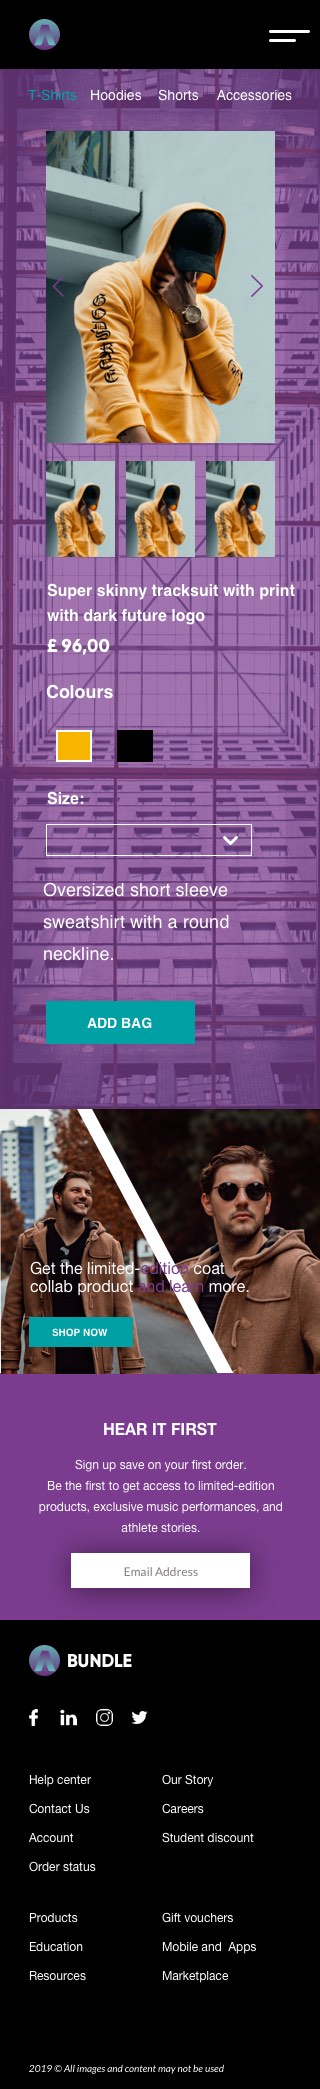 T-Shirts Hoodies Shorts Accessories
Super skinny tracksuit with print
with dark future logo
£ 96,00
Colours
Size:
Oversized short sleeve
sweatshirt with a round
neckline.
ADD BAG
Get the limited-edition coat
collab product and learn more.
SHOP NOW
HEAR IT FIRST
Sign up save on your first order.
Be the first to get access to limited-edition
products, exclusive music performances, and
athlete stories.
Email Address
BUNDLE
Help center Our Story
Contact Us Careers
Account Student discount
Order status
Products Gift vouchers
Education Mobile and  Apps
Resources Marketplace
2019 © All images and content may not be used